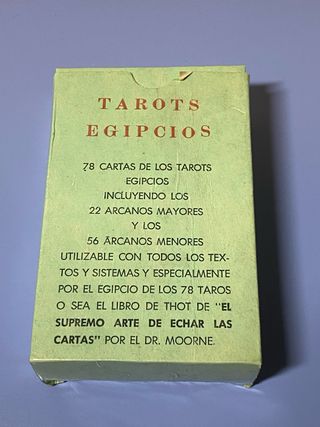 TAROTS
EGIPCIOS
78 CARTAS DE LOS TAROTS
EGIPCIOS
INCLUYENDO LOS
22 ARCANOS MAYORES
Y LOS
56 ARCANOS MENORES
UTILIZABLE CON TODOS LOS TEX-
TOS Y SISTEMAS Y ESPECIALMENTE
POR EL EGIPCIO DE LOS 78 TAROS
O SEA EL LIBRO DE THOT DE "EL
SUPREMO ARTE DE ECHAR LAS
CARTAS" POR EL DR. MOORNE.